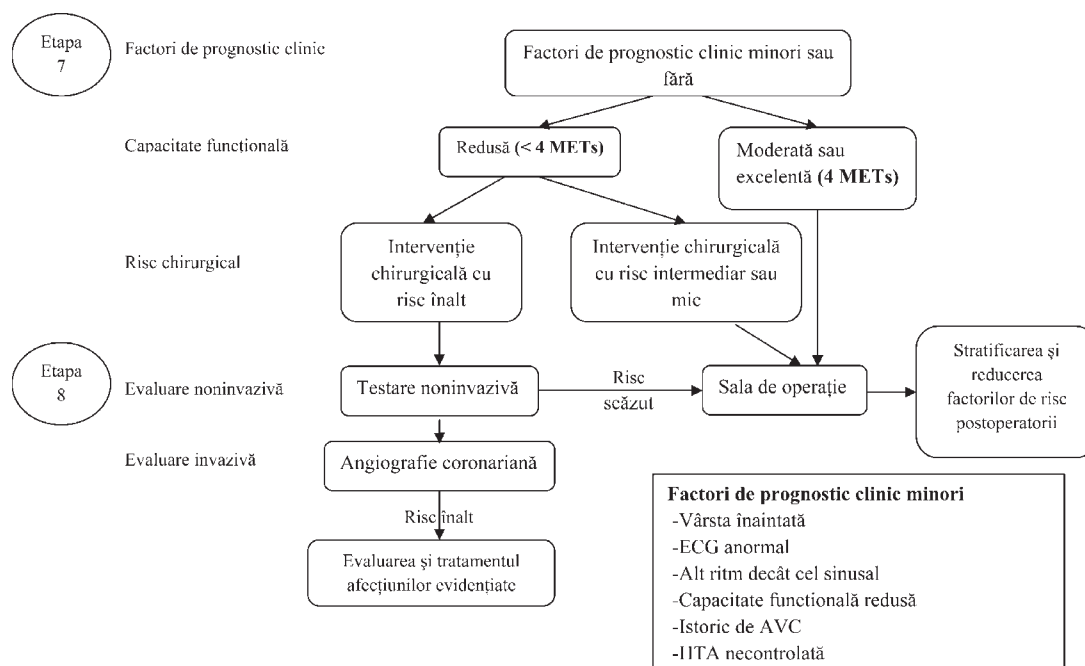 Etapa
7
Factori de prognostic clinic
Factori de prognostic clinic minori sau
fără
Capacitate funcțională
Redusă (< 4 METs)
Moderată sau
excelentă (4 METs)
Risc chirurgical
Intervenție
chirurgicală cu
risc înalt
Intervenție chirurgicală
cu risc intermediar sau
mic
Etapa
8
Evaluare noninvazivă
Testare noninvazivă
Risc
scăzut
Sala de operație
Stratificarea și
reducerea
factorilor de risc
postoperatorii
Evaluare invazivă
Angiografie coronariană
Risc înalt
Evaluarea și tratamentul
afecțiunilor evidențiate
Factori de prognostic clinic minori
-Vârsta înaintată
-ECG anormal
-Alt ritm decât cel sinusal
-Capacitate functională redusă
-Istoric de AVC
-HTA necontrolată